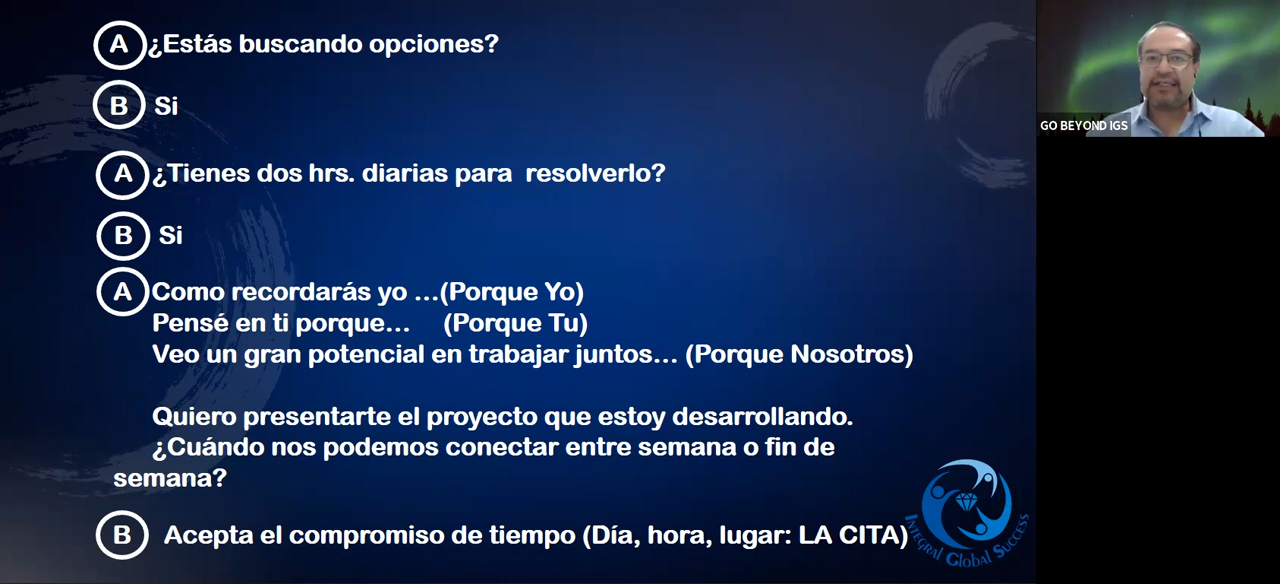 A ¿Estás buscando opciones?
B Si
A ¿Tienes dos hrs. diarias para resolverlo?
B Si
A Como recordarás yo ...(Porque Yo)
Pensé en ti porque... (Porque Tu)
Veo un gran potencial en trabajar juntos... (Porque Nosotros)
Quiero presentarte el proyecto que estoy desarrollando.
¿Cuándo nos podemos conectar entre semana o fin de
semana?
B Acepta el compromiso de tiempo (Día, hora, lugar: LA CITA)
INTEGRAL GLOBAL SUCCESS
GO BEYOND IGS